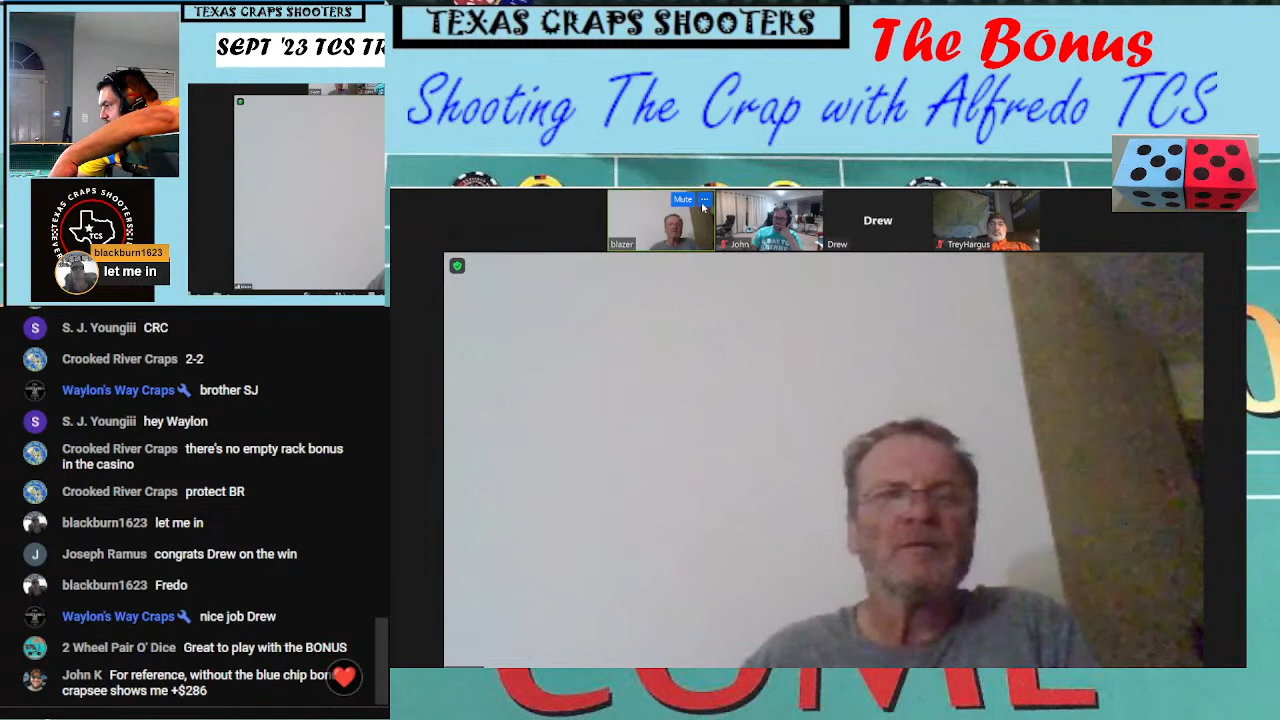 TEXAS CRAPS SHOOTERS
SEPT '23 TCS TR
TEXAS CRAPS SHOOTERS
TCS
blackburn1623
let me in
TEXAS CRAPS SHOOTERS
The Bonus
Shooting The Crap with Alfredo TCS
Mute
blazer
John
Drew
Drew
TreyHargus
S. J. Youngiii CRC
Crooked River Craps 2-2
Waylon's Way Craps brother SJ
S. J. Youngiii hey Waylon
Crooked River Craps there's no empty rack bonus
in the casino
Crooked River Craps protect BR
blackburn1623 let me in
Joseph Ramus congrats Drew on the win
blackburn1623 Fredo
Waylon's Way Craps nice job Drew
2 Wheel Pair O' Dice Great to play with the BONUS
John K For reference, without the blue chip
crapsee shows me +$286
COME